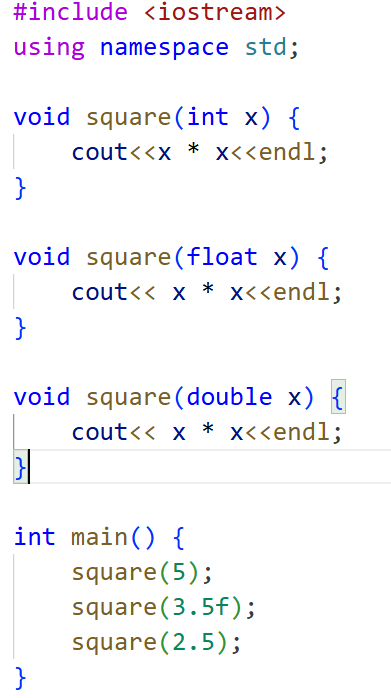 #include <iostream>
using namespace std;
void square(int x) {
    cout<<x * x<<endl;
}
void square(float x) {
    cout<< x * x<<endl;
}
void square(double x) {
    cout<< x * x<<endl;
}
int main() {
    square(5);
    square(3.5f);
    square(2.5);
}